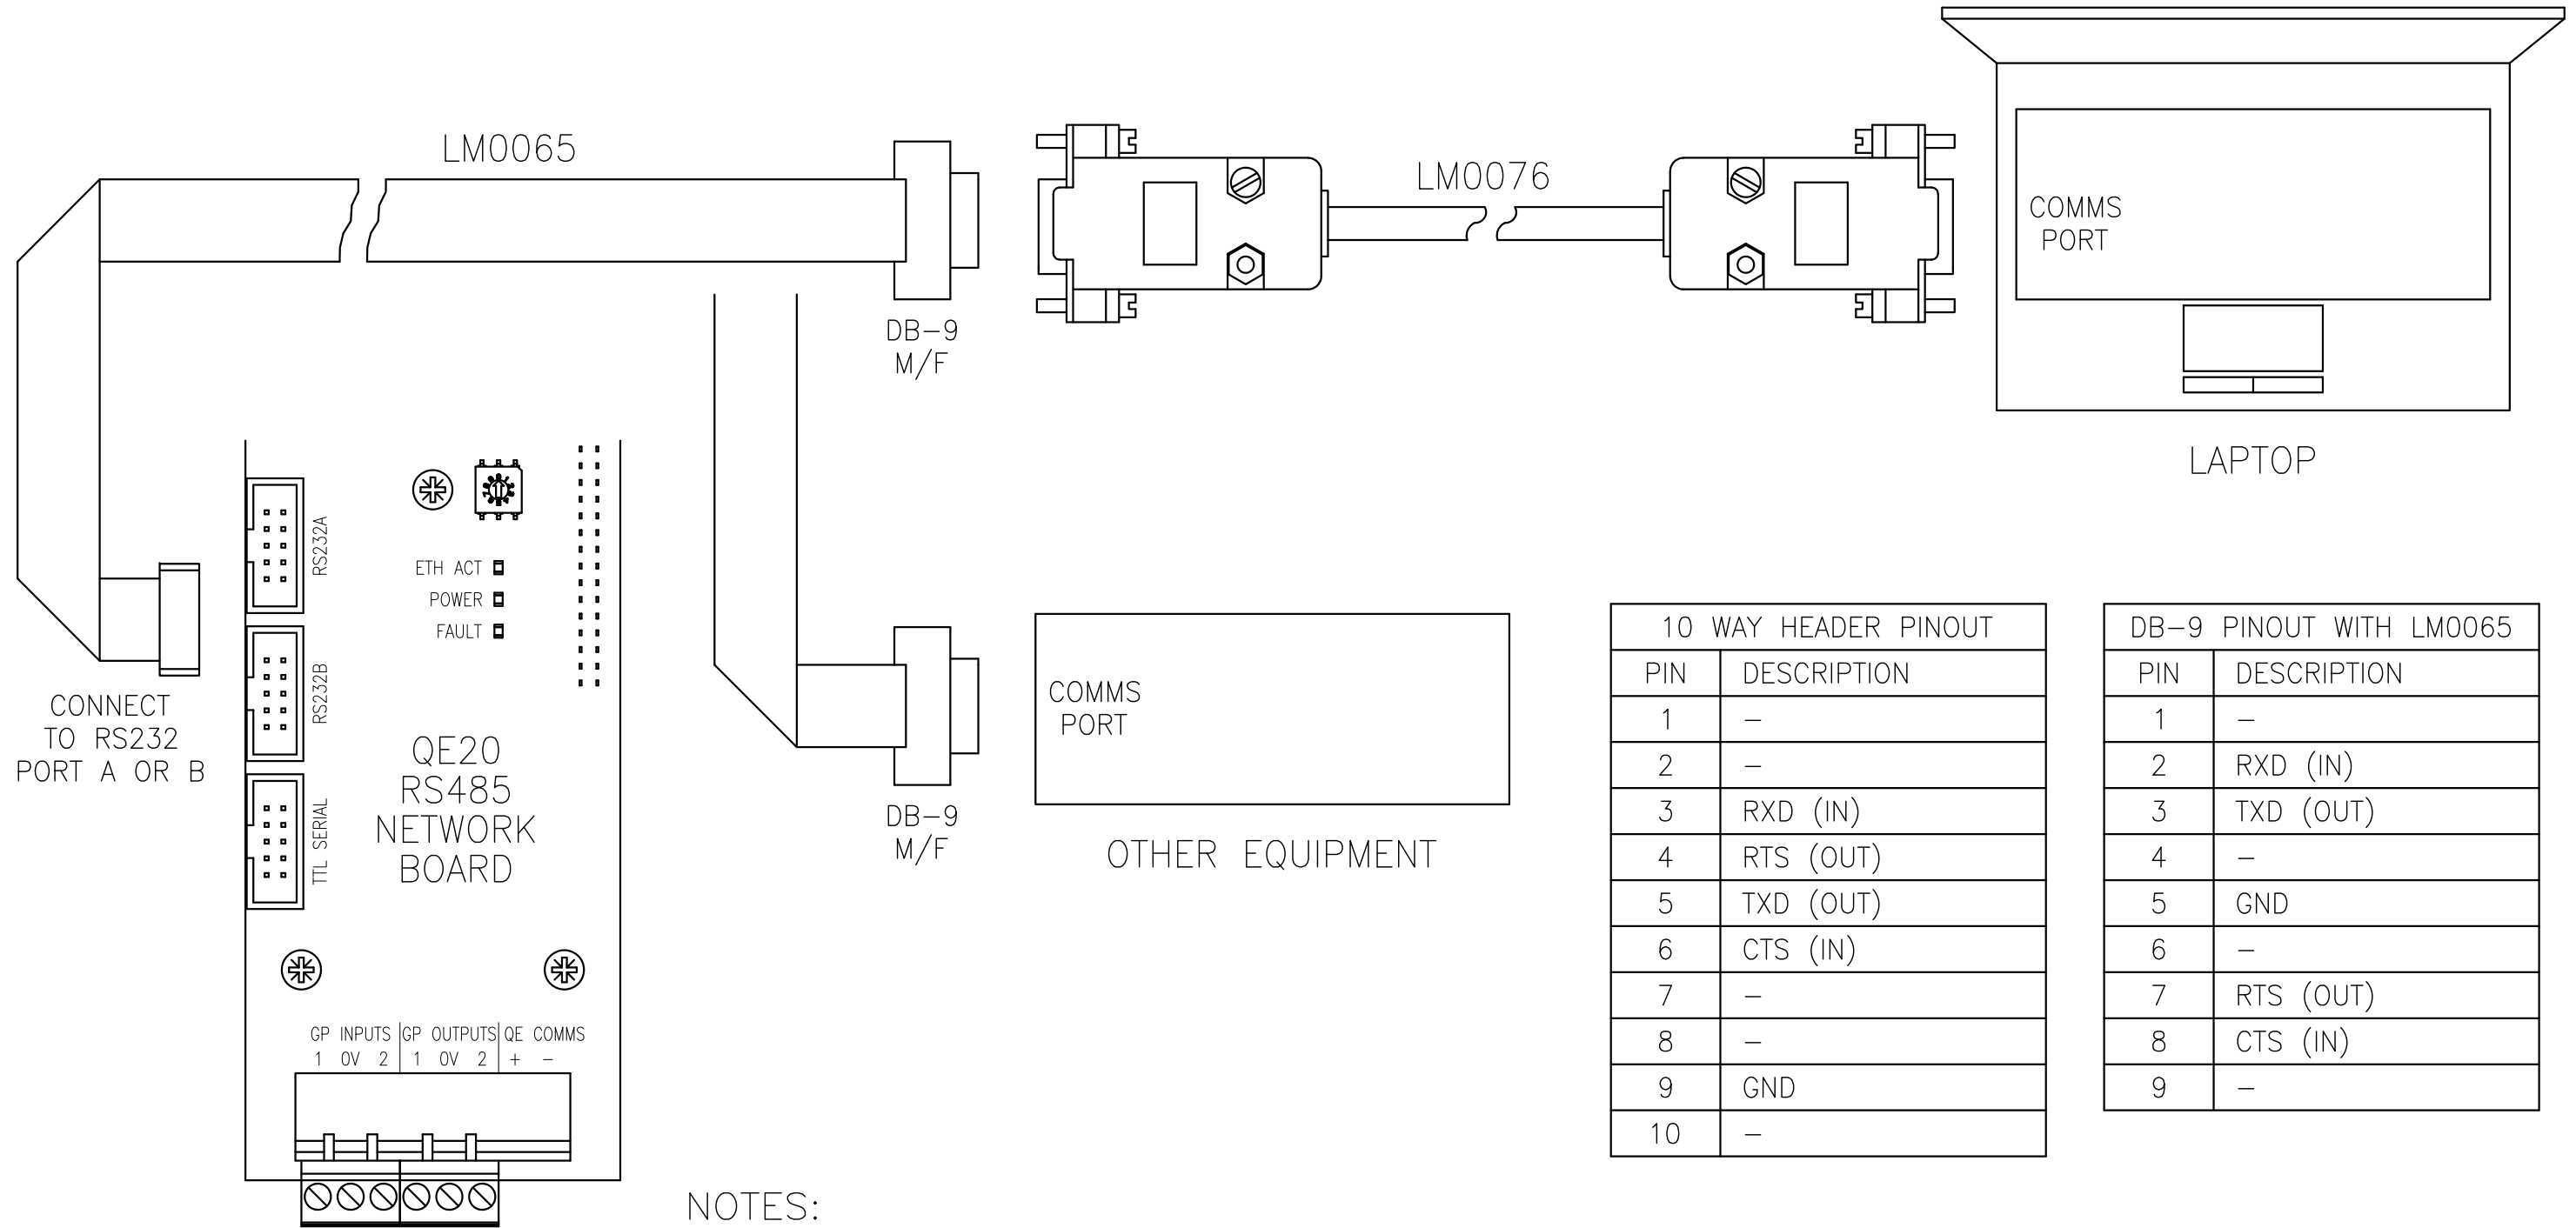 LM0065
LM0076
COMMS
PORT
DB-9
M/F
LAPTOP
RS232A
ETH ACT
POWER
FAULT
RS232B
CONNECT
TO RS232
PORT A OR B
QE20
RS485
NETWORK
BOARD
TTL SERIAL
COMMS
PORT
DB-9
M/F
OTHER EQUIPMENT
GP INPUTS GP OUTPUTS QE COMMS
1 0V 2 1 0V 2 + -
NOTES:
10 WAY HEADER PINOUT
PIN DESCRIPTION
1 -
2 -
3 RXD (IN)
4 RTS (OUT)
5 TXD (OUT)
6 CTS (IN)
7 -
8 -
9 GND
10 -
DB-9 PINOUT WITH LM0065
PIN DESCRIPTION
1 -
2 RXD (IN)
3 TXD (OUT)
4 -
5 GND
6 -
7 RTS (OUT)
8 CTS (IN)
9 -